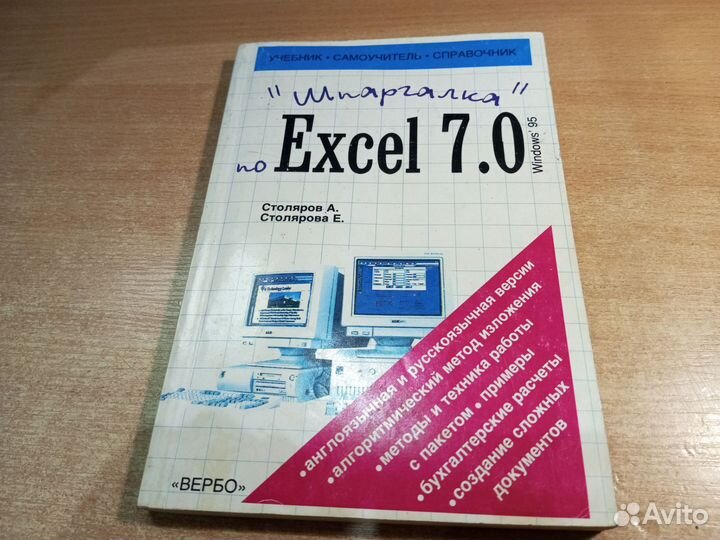 УЧЕБНИК • САМОУЧИТЕЛЬ • СПРАВОЧНИК
"Шпаргалка"
по Excel 7.0
Windows' 95
Столяров А.
Столярова Е.
• англоязычная и русскоязычная версии
• алгоритмический метод изложения
• методы и техника работы
с пакетом • примеры
• бухгалтерские расчеты
• создание сложных
документов
«ВЕРБО»
Avito